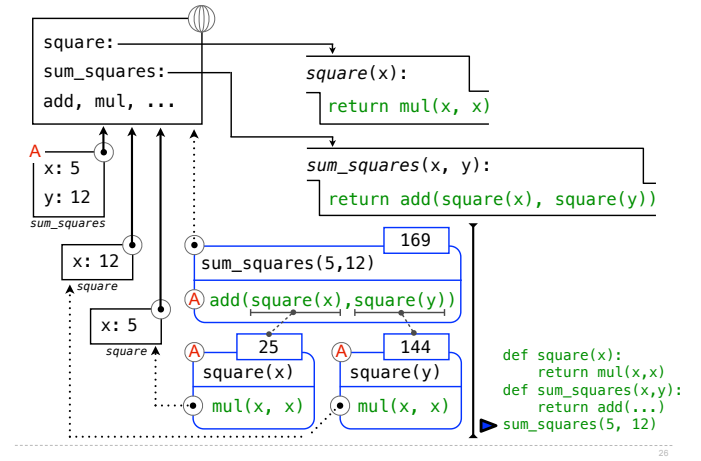 square:
sum_squares:
add, mul, ...
square(x):
return mul(x, x)
sum_squares(x, y):
return add(square(x), square(y))
A
x: 5
y: 12
sum_squares
x: 12
square
x: 5
square
169
sum_squares(5,12)
A
add(square(x),square(y))
A
25
square(x)
mul(x, x)
A
144
square(y)
mul(x, x)
def square(x):
    return mul(x,x)
def sum_squares(x,y):
    return add(...)
sum_squares(5, 12)
26